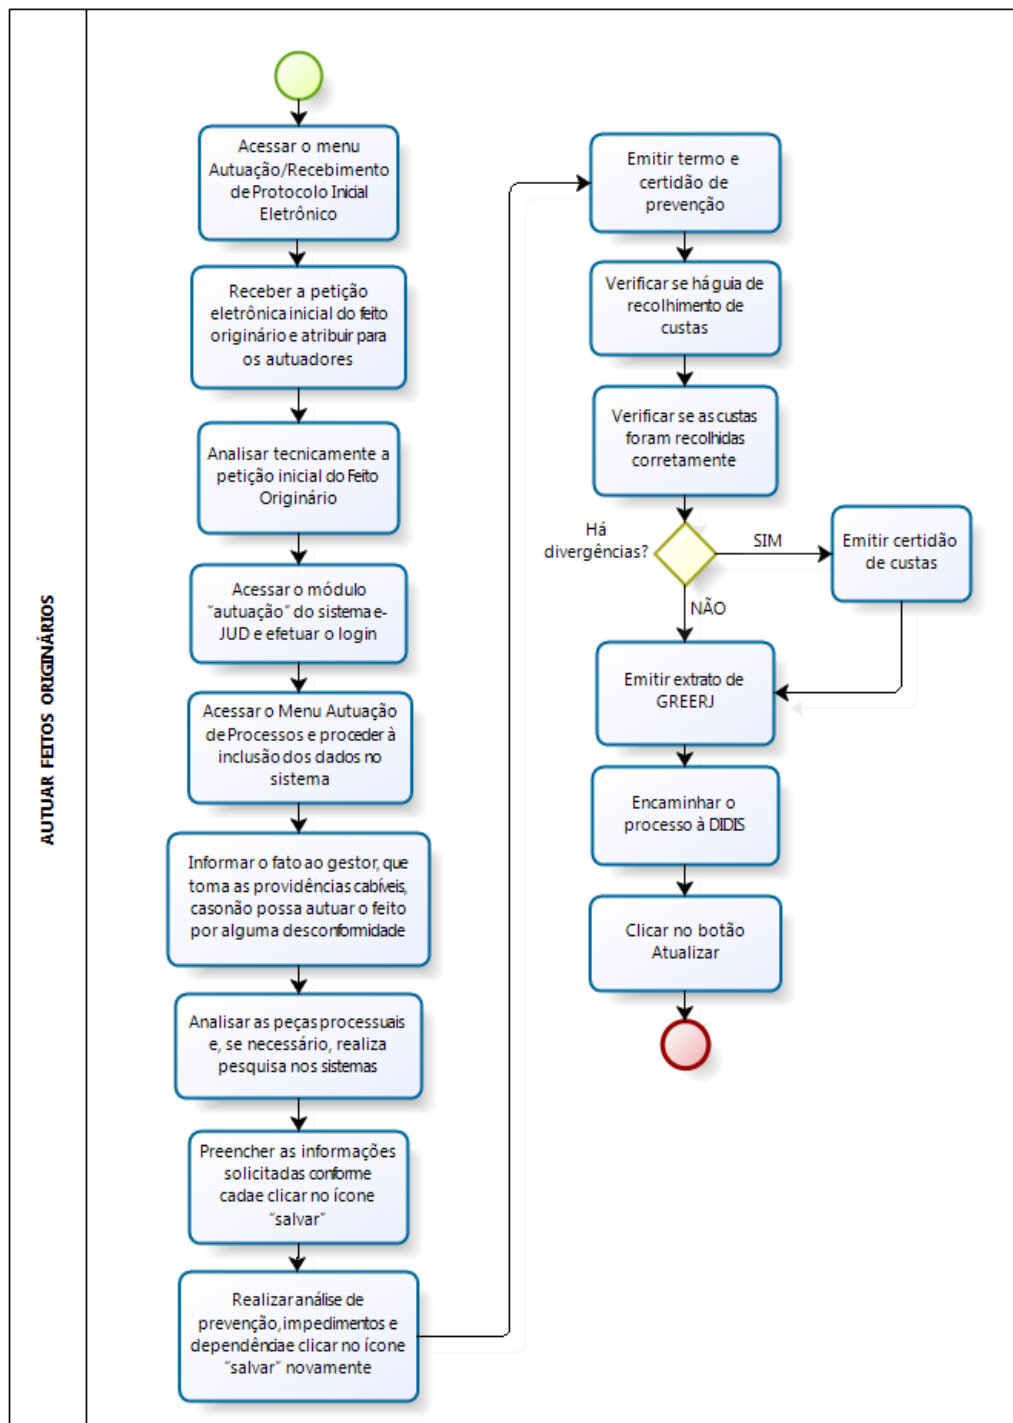 AUTUAR FEITOS ORIGINÁRIOS
Acessar o menu
Autuação/Recebimento
de Protocolo Inicial
Eletrônico
Receber a petição
eletrônica inicial do feito
originário e atribuir para
os autuadores
Analisar tecnicamente a
petição inicial do Feito
Originário
Acessar o módulo
“autuação” do sistema e-
JUD e efetuar o login
Acessar o Menu Autuação
de Processos e proceder à
inclusão dos dados no
sistema
Informar o fato ao gestor, que
toma as providências cabíveis,
casonão possa autuar o feito
por alguma desconformidade
Analisar as peças processuais
e, se necessário, realiza
pesquisa nos sistemas
Preencher as informações
solicitadas conforme
cadae clicar no ícone
“salvar”
Realizar análise de
prevenção, impedimentos e
dependênciae clicar no ícone
“salvar” novamente
Emitir termo e
certidão de
prevenção
Verificar se há guia de
recolhimento de
custas
Verificar se as custas
foram recolhidas
corretamente
Há
divergências?
SIM
Emitir certidão
de custas
NÃO
Emitir extrato de
GREERJ
Encaminhar o
processo à DIDIS
Clicar no botão
Atualizar